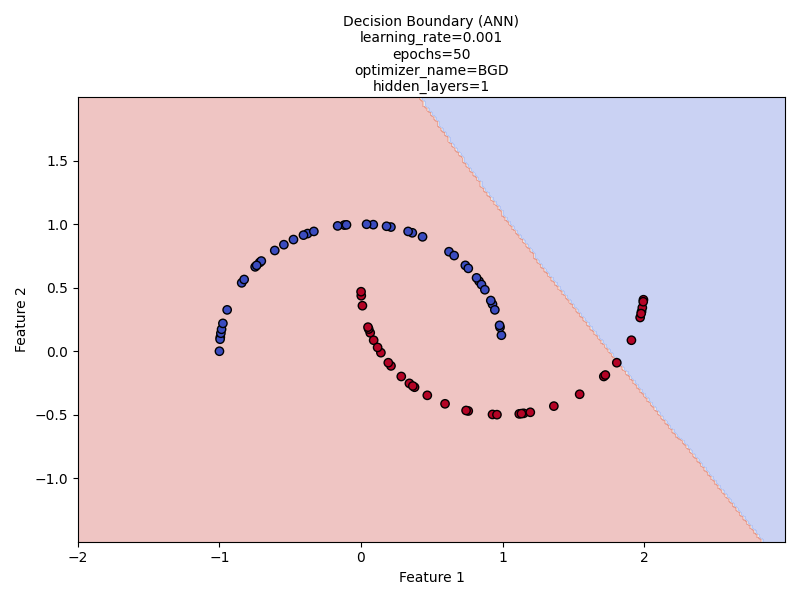 Decision Boundary (ANN)
learning_rate=0.001
epochs=50
optimizer_name=BGD
hidden_layers=1
1.5
1.0
0.5
0.0
−0.5
−1.0
Feature 2
−2
−1
0
1
2
Feature 1